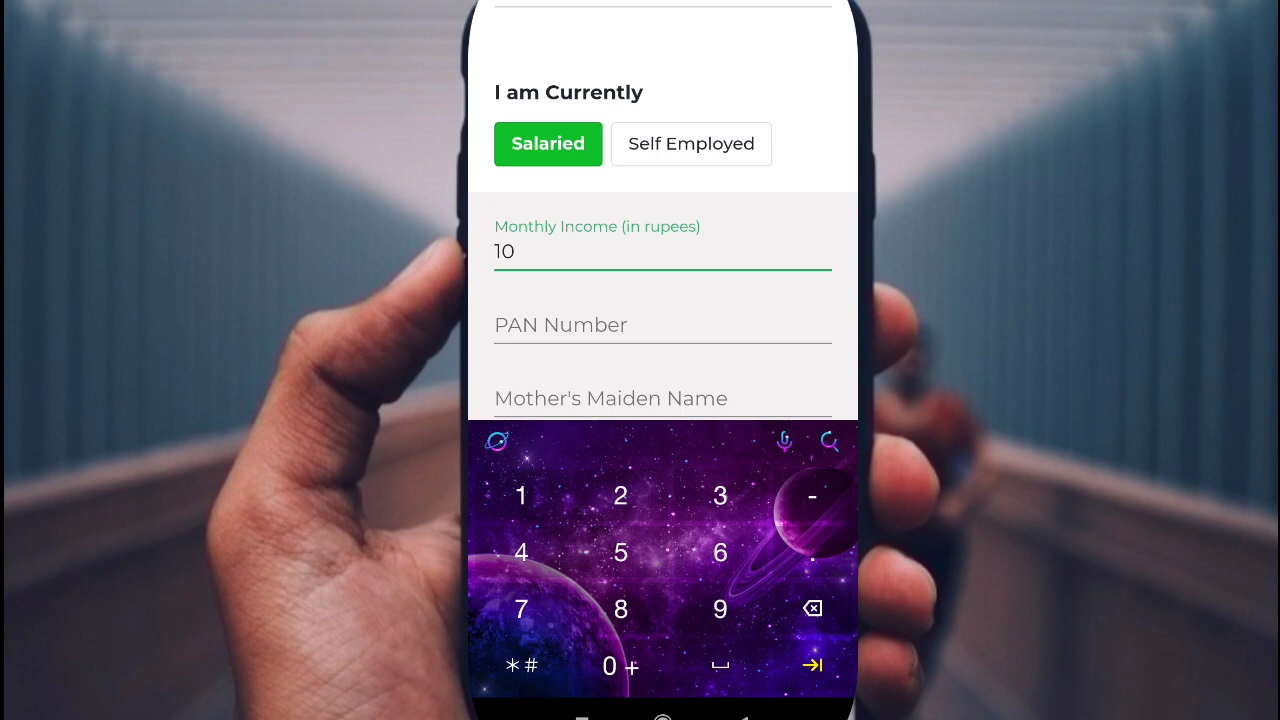 I am Currently
Salaried Self Employed
Monthly Income (in rupees)
10
PAN Number
Mother's Maiden Name
1 2 3 -
4 5 6 .
7 8 9
*# 0 +